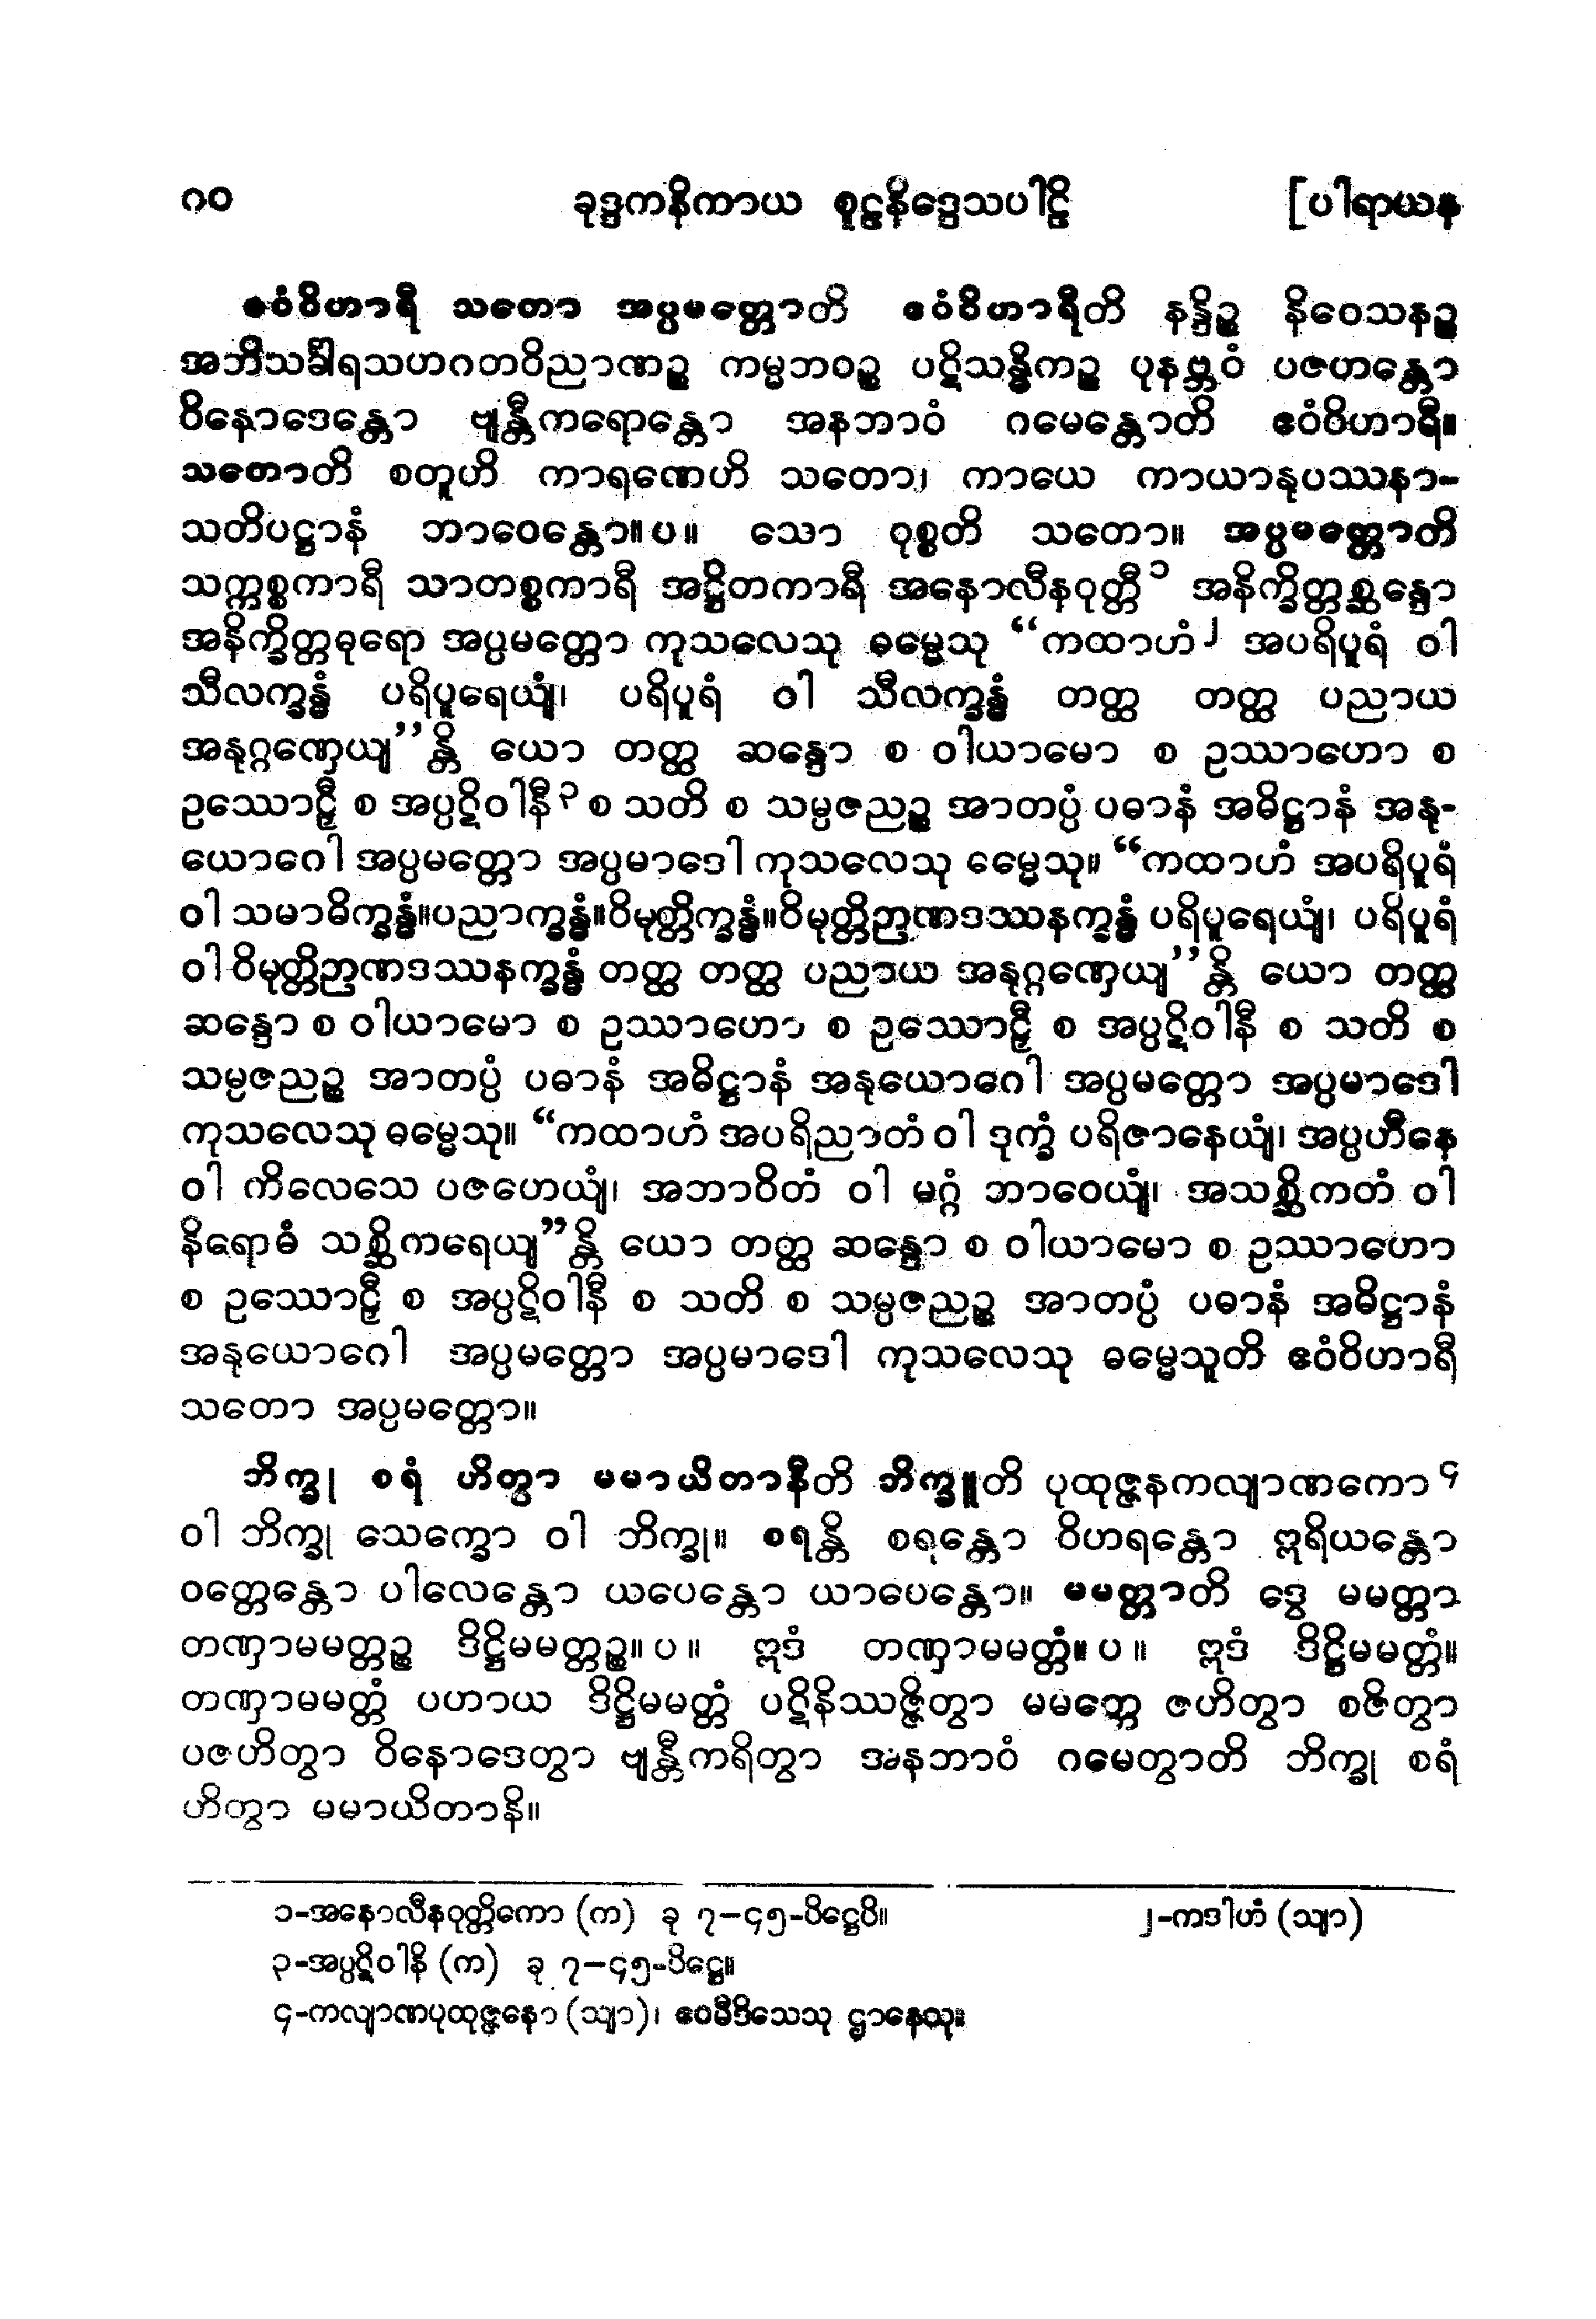 ၈၀ ခုဒ္ဒကနိကာယ စူဠနိဒ္ဒေသပါဠိ [ပါရာယန
ဧဝံဝိဟာရီ သတော အပ္ပမတ္တောတိ ဧဝံဝိဟာရီတိ နန္ဒိဉ္စ နိဝေသနဉ္စ
အဘိသင်္ခါရသဟဂတဝိညာဏဉ္စ ကမ္မဘဝဉ္စ ပဋိသန္ဓိကဉ္စ ပုနဗ္ဘဝံ ပဇဟန္တော
ဝိနောဒေန္တော ဗျန္တီကရောန္တော အနဘာဝံ ဂမေန္တောတိ ဧဝံဝိဟာရီ။
သတောတိ စတူဟိ ကာရဏေဟိ သတော၊ ကာယေ ကာယာနုပဿနာ-
သတိပဋ္ဌာနံ ဘာဝေန္တော။ပ။ သော ဝုစ္စတိ သတော။ အပ္ပမတ္တောတိ
သက္ကစ္စကာရီ သာတစ္စကာရီ အဋ္ဌိတကာရီ အနောလီနဝုတ္တီ၁ အနိက္ခိတ္တစ္ဆန္ဒော
အနိက္ခိတ္တဓုရော အပ္ပမတ္တော ကုသလေသု ဓမ္မေသု “ကထာဟံ၂ အပရိပူရံ ဝါ
သီလက္ခန္ဓံ ပရိပူရေယျံ၊ ပရိပူရံ ဝါ သီလက္ခန္ဓံ တတ္ထ တတ္ထ ပညာယ
အနုဂ္ဂဏှေယျ”န္တိ ယော တတ္ထ ဆန္ဒော စ ဝါယာမော စ ဥဿာဟော စ
ဥဿောဠှီ စ အပ္ပဋိဝါနီ၃ စ သတိ စ သမ္ပဇညဉ္စ အာတပ္ပံ ပဓာနံ အဓိဋ္ဌာနံ အနု-
ယောဂေါ အပ္ပမတ္တော အပ္ပမာဒေါ ကုသလေသု ဓမ္မေသု။ “ကထာဟံ အပရိပူရံ
ဝါ သမာဓိက္ခန္ဓံ။ပညာက္ခန္ဓံ။ဝိမုတ္တိက္ခန္ဓံ။ဝိမုတ္တိဉာဏဒဿနက္ခန္ဓံ ပရိပူရေယျံ၊ ပရိပူရံ
ဝါ ဝိမုတ္တိဉာဏဒဿနက္ခန္ဓံ တတ္ထ တတ္ထ ပညာယ အနုဂ္ဂဏှေယျ”န္တိ ယော တတ္ထ
ဆန္ဒော စ ဝါယာမော စ ဥဿာဟော စ ဥဿောဠှီ စ အပ္ပဋိဝါနီ စ သတိ စ
သမ္ပဇညဉ္စ အာတပ္ပံ ပဓာနံ အဓိဋ္ဌာနံ အနုယောဂေါ အပ္ပမတ္တော အပ္ပမာဒေါ
ကုသလေသု ဓမ္မေသု။ “ကထာဟံ အပရိညာတံ ဝါ ဒုက္ခံ ပရိဇာနေယျံ၊ အပ္ပဟီနေ
ဝါ ကိလေသေ ပဇဟေယျံ၊ အဘာဝိတံ ဝါ မဂ္ဂံ ဘာဝေယျံ၊ အသစ္ဆိကတံ ဝါ
နိရောဓံ သစ္ဆိကရေယျ”န္တိ ယော တတ္ထ ဆန္ဒော စ ဝါယာမော စ ဥဿာဟော
စ ဥဿောဠှီ စ အပ္ပဋိဝါနီ စ သတိ စ သမ္ပဇညဉ္စ အာတပ္ပံ ပဓာနံ အဓိဋ္ဌာနံ
အနုယောဂေါ အပ္ပမတ္တော အပ္ပမာဒေါ ကုသလေသု ဓမ္မေသူတိ ဧဝံဝိဟာရီ
သတော အပ္ပမတ္တော။
ဘိက္ခု စရံ ဟိတွာ မမာယိတာနီတိ ဘိက္ခူတိ ပုထုဇ္ဇနကလျာဏကော၄
ဝါ ဘိက္ခု သေက္ခော ဝါ ဘိက္ခု။ စရန္တိ စရန္တော ဝိဟရန္တော ဣရိယန္တော
ဝတ္တေန္တော ပါလေန္တော ယပေန္တော ယာပေန္တော။ မမတ္တာတိ ဒွေ မမတ္တာ
တဏှာမမတ္တဉ္စ ဒိဋ္ဌိမမတ္တဉ္စ။ ပ ။ ဣဒံ တဏှာမမတ္တံ။ ပ ။ ဣဒံ ဒိဋ္ဌိမမတ္တံ။
တဏှာမမတ္တံ ပဟာယ ဒိဋ္ဌိမမတ္တံ ပဋိနိဿဇ္ဇိတွာ မမတ္တေ ဇဟိတွာ စဇိတွာ
ပဇဟိတွာ ဝိနောဒေတွာ ဗျန္တီကရိတွာ အနဘာဝံ ဂမေတွာတိ ဘိက္ခု စရံ
ဟိတွာ မမာယိတာနိ။
၁-အနောလီနဝုတ္တိကော (က) ခု ၇-၄၅-ပိဋ္ဌေပိ။ ၂-ကဒါဟံ (သျာ)
၃-အပ္ပဋိဝါနိ (က) ခု ၇-၄၅-ပိဋ္ဌေ။
၄-ကလျာဏပုထုဇ္ဇနော (သျာ)၊ ဧဝမီဒိသေသု ဌာနေသု။